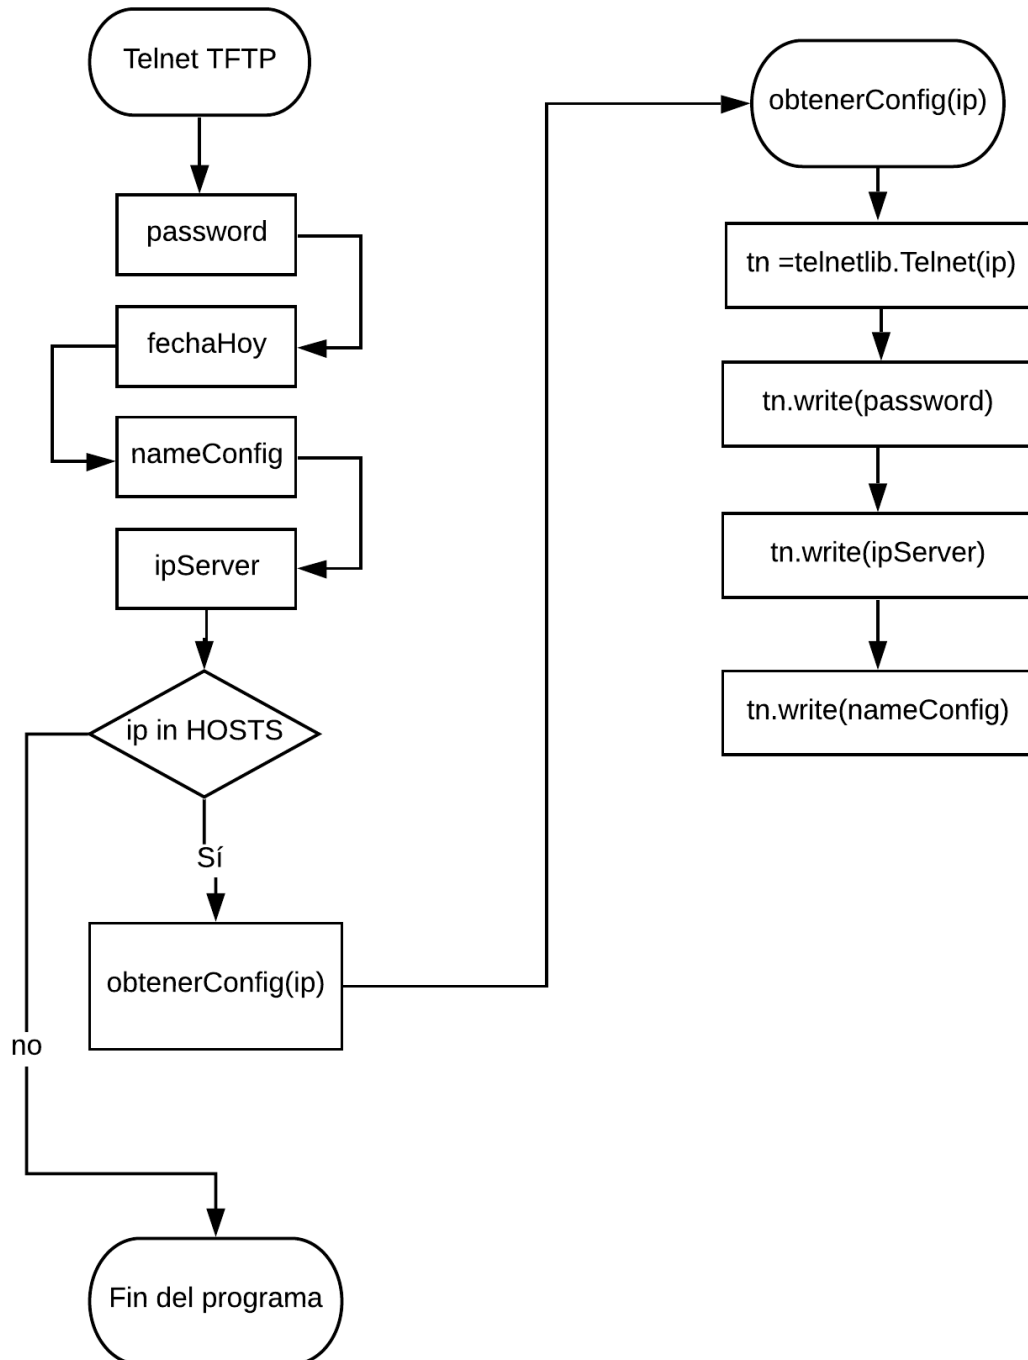 Telnet TFTP
password
fechaHoy
nameConfig
ipServer
ip in HOSTS
Sí
obtenerConfig(ip)
no
Fin del programa
obtenerConfig(ip)
tn =telnetlib.Telnet(ip)
tn.write(password)
tn.write(ipServer)
tn.write(nameConfig)